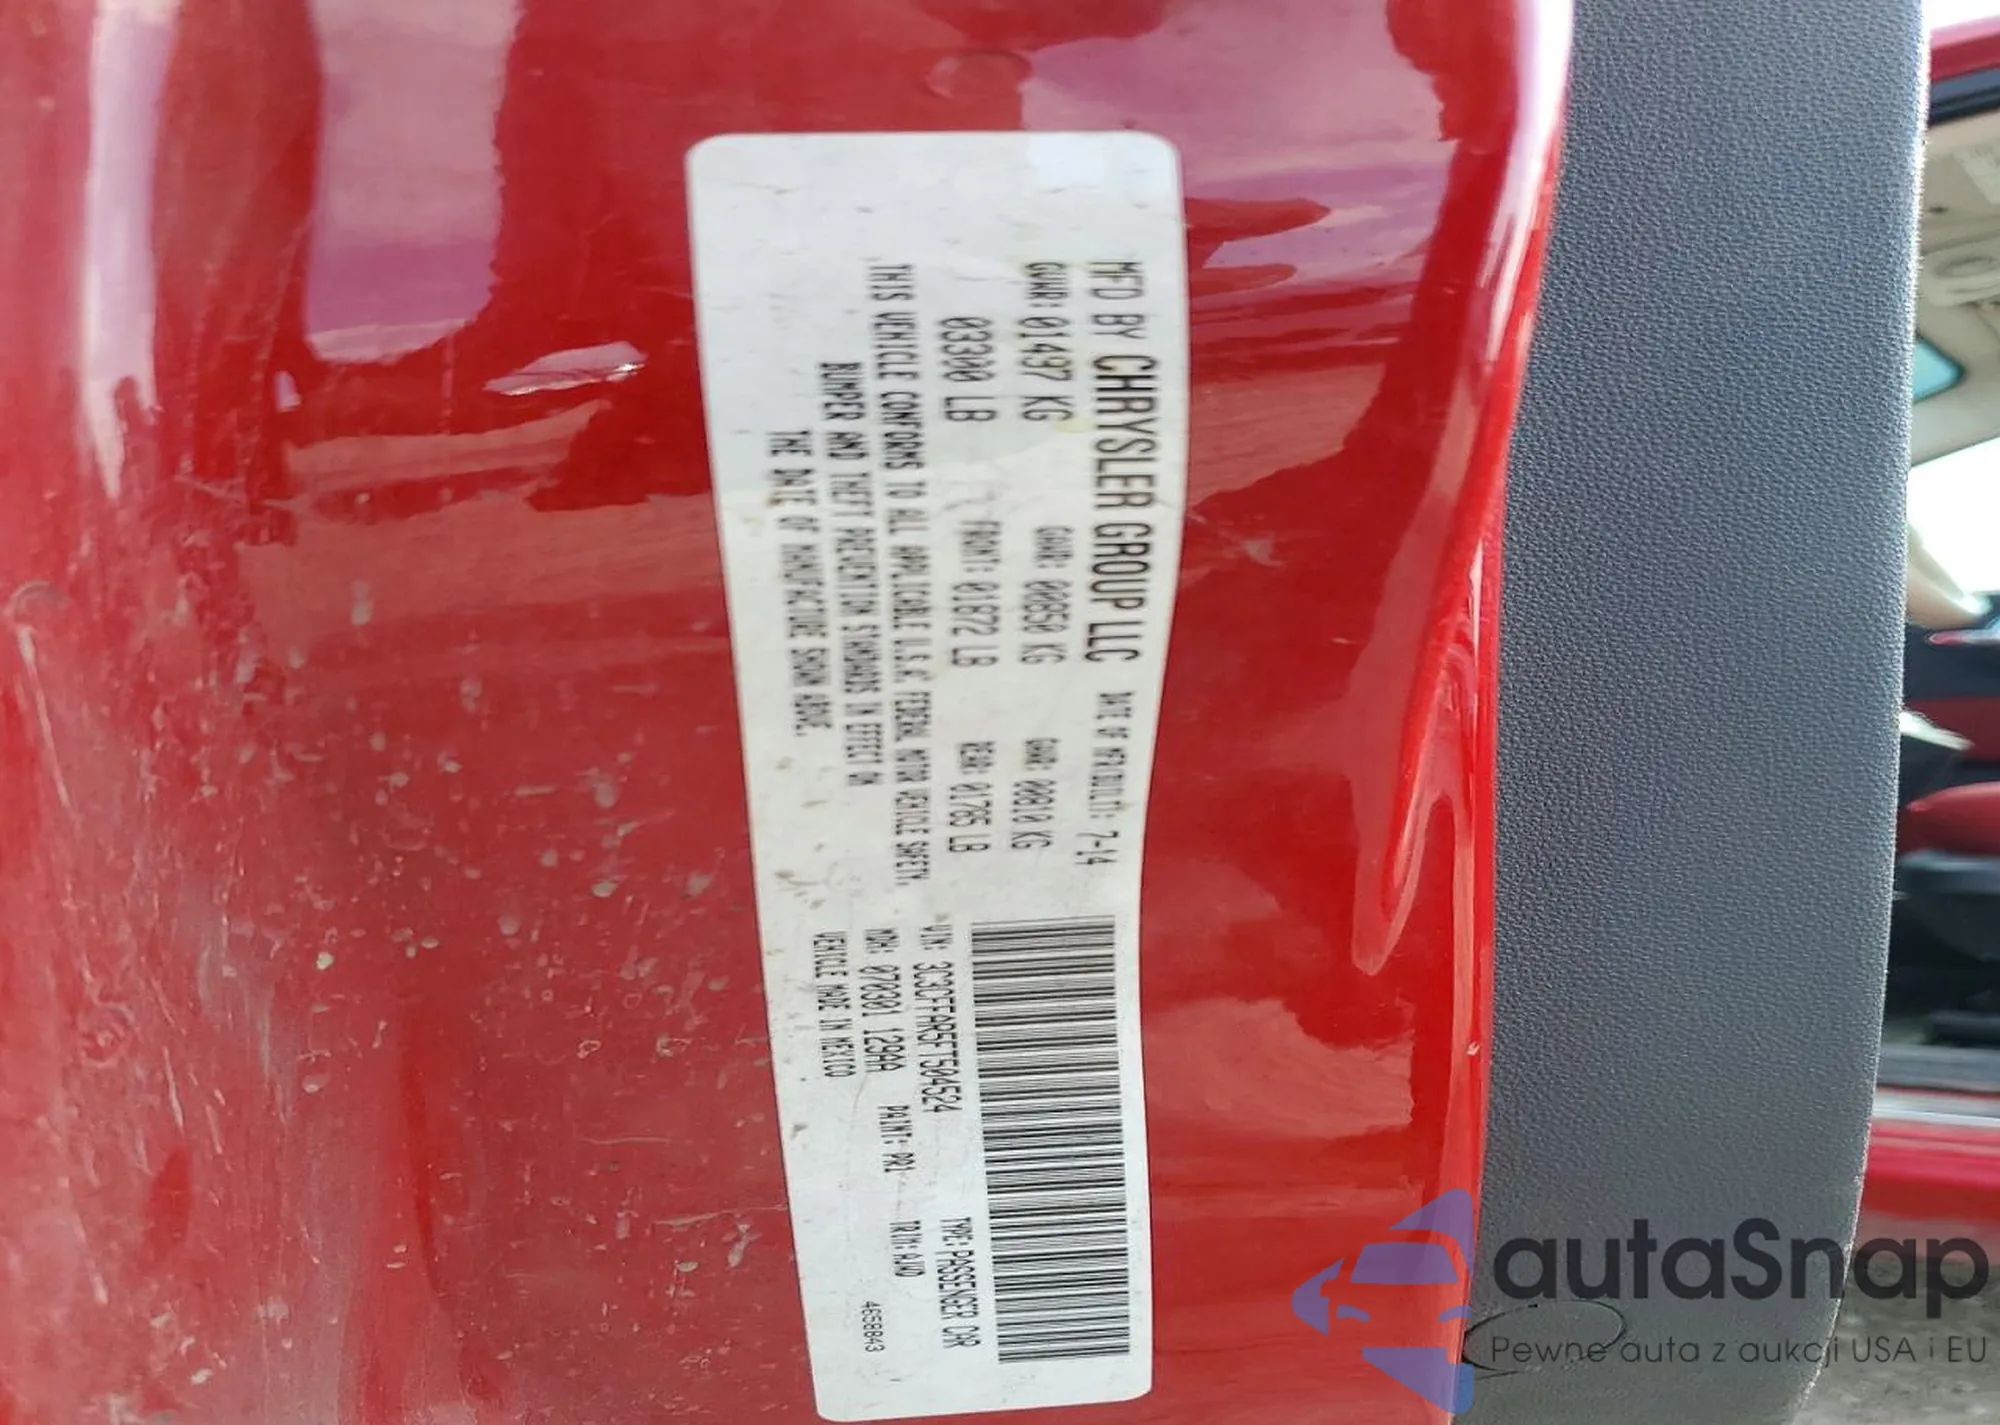 MFD BY CHRYSLER GROUP LLC DATE OF MFR(BUILT): 7-14
GVWR: 01497 KG GAWR: 00850 KG GAWR: 00810 KG
03300 LB FRONT: 01872 LB REAR: 01785 LB
THIS VEHICLE CONFORMS TO ALL APPLICABLE U.S.F. FEDERAL MOTOR VEHICLE SAFETY,
BUMPER AND THEFT PREVENTION STANDARDS IN EFFECT ON
THE DATE OF MANUFACTURE SHOWN ABOVE.
VIN: 3C3CFFAR5FT504524 TYPE: PASSENGER CAR
MDH: 070301 129AA PAINT: PR1 TRIM:
VEHICLE MADE IN MEXICO 4658843
autaSnap
Pewne auta z aukcji USA i EU